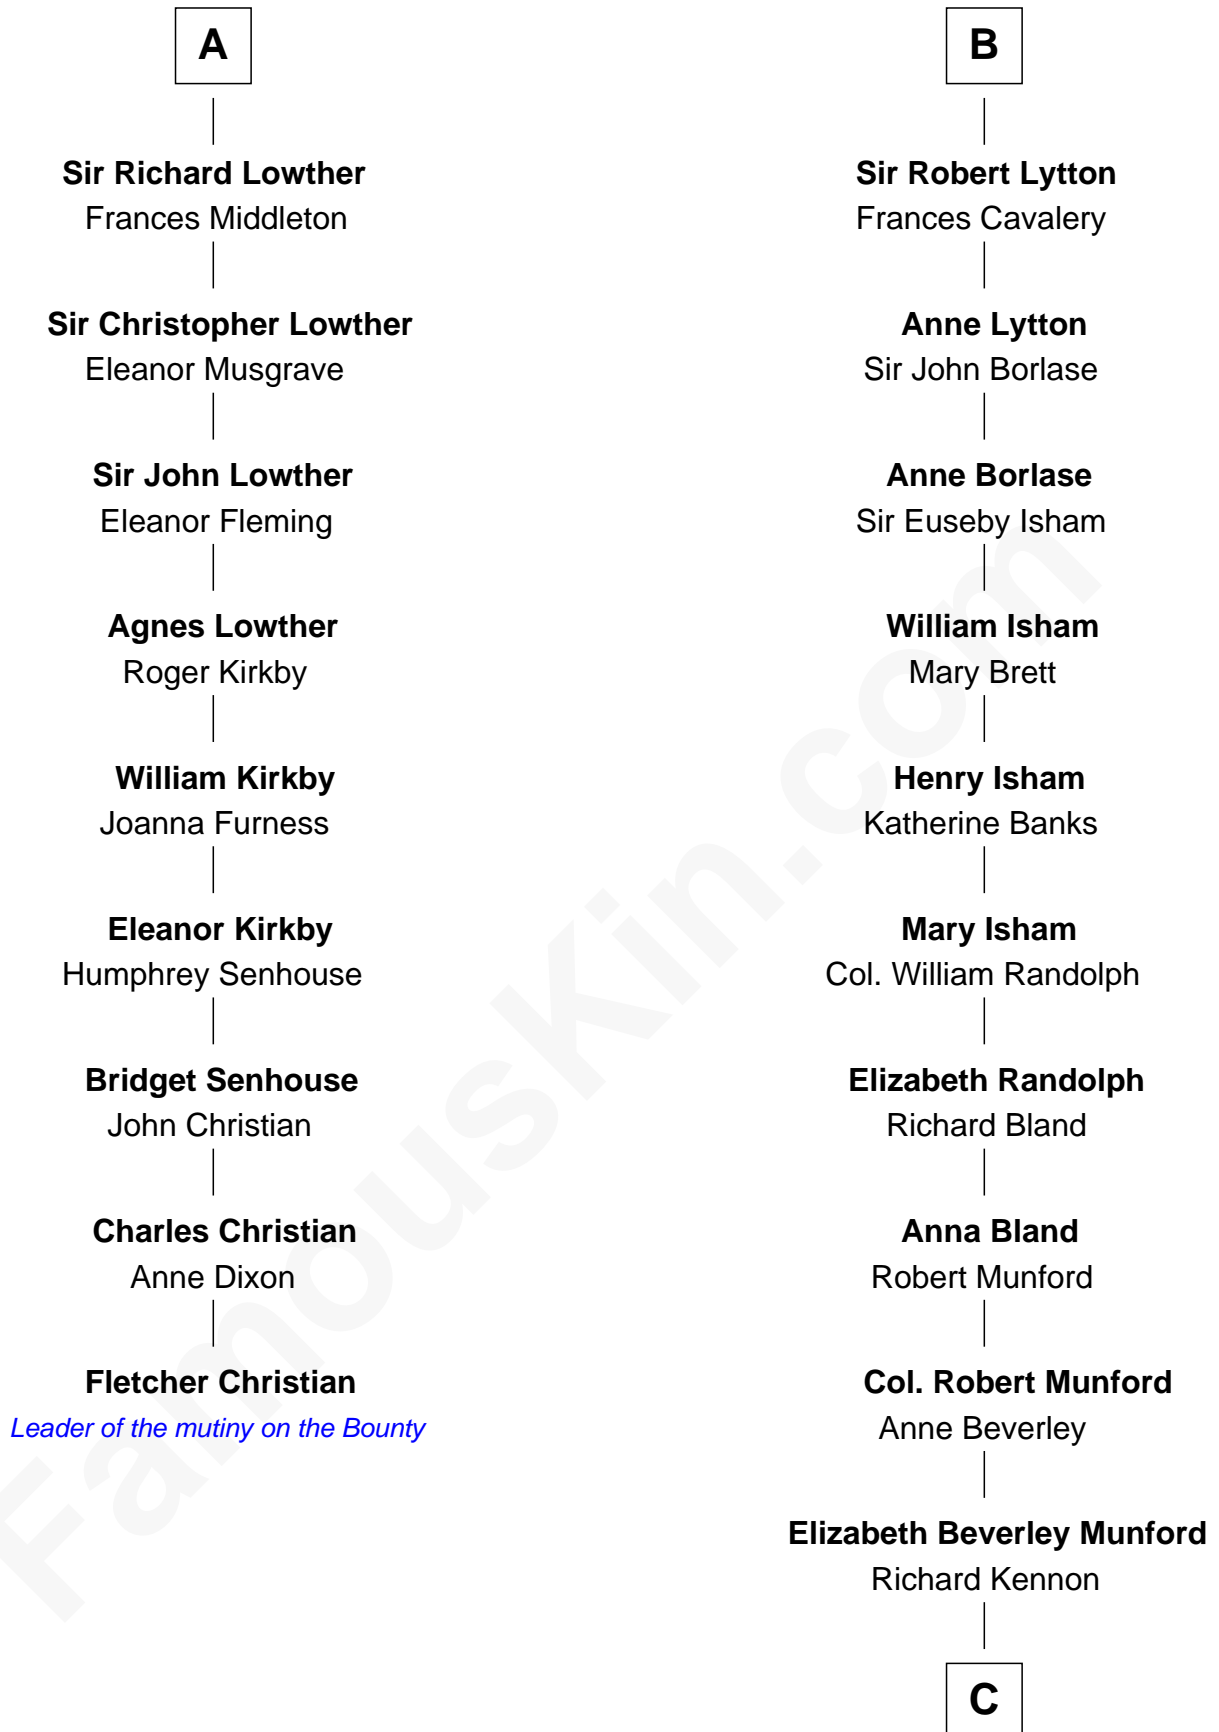 A
Sir Richard Lowther
Frances Middleton
Sir Christopher Lowther
Eleanor Musgrave
Sir John Lowther
Eleanor Fleming
Agnes Lowther
Roger Kirkby
William Kirkby
Joanna Furness
Eleanor Kirkby
Humphrey Senhouse
Bridget Senhouse
John Christian
Charles Christian
Anne Dixon
Fletcher Christian
Leader of the mutiny on the Bounty
B
Sir Robert Lytton
Frances Cavalery
Anne Lytton
Sir John Borlase
Anne Borlase
Sir Euseby Isham
William Isham
Mary Brett
Henry Isham
Katherine Banks
Mary Isham
Col. William Randolph
Elizabeth Randolph
Richard Bland
Anna Bland
Robert Munford
Col. Robert Munford
Anne Beverley
Elizabeth Beverley Munford
Richard Kennon
C
FamousKin.com